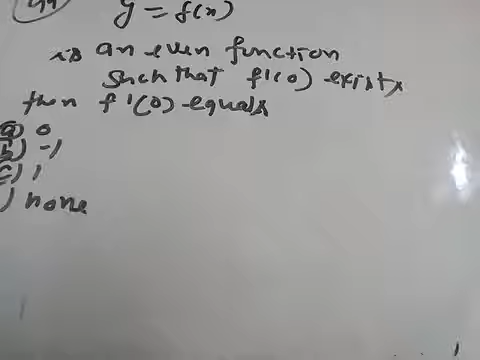 y = f(x)
is an even function
such that f'(0) exists
then f'(0) equals
a) 0
b) -1
c) 1
) none